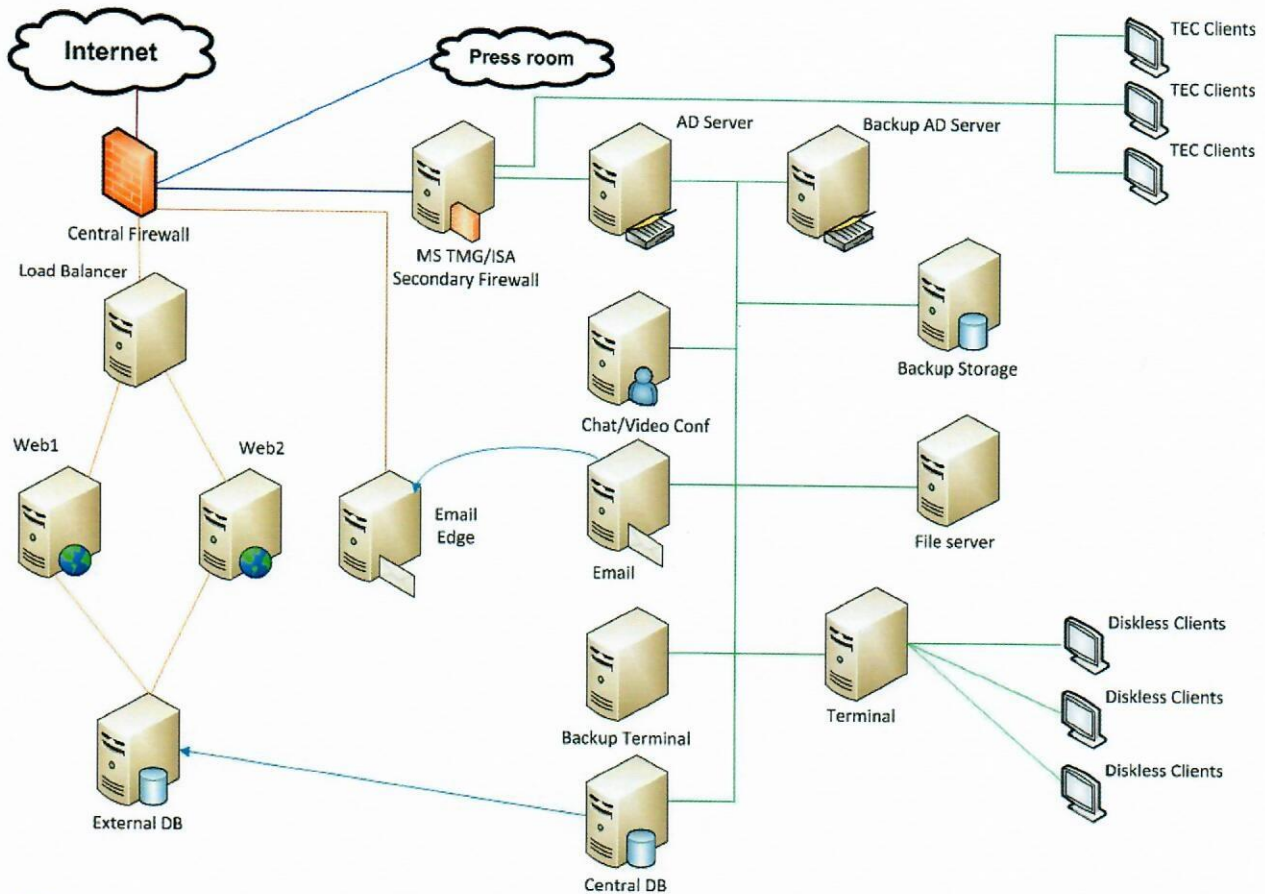 Internet
Press room
TEC Clients
TEC Clients
TEC Clients
AD Server
Backup AD Server
Central Firewall
MS TMG/ISA
Secondary Firewall
Load Balancer
Backup Storage
Chat/Video Conf
Web1
Web2
Email
Edge
Email
File server
Diskless Clients
Diskless Clients
Diskless Clients
Backup Terminal
Terminal
External DB
Central DB